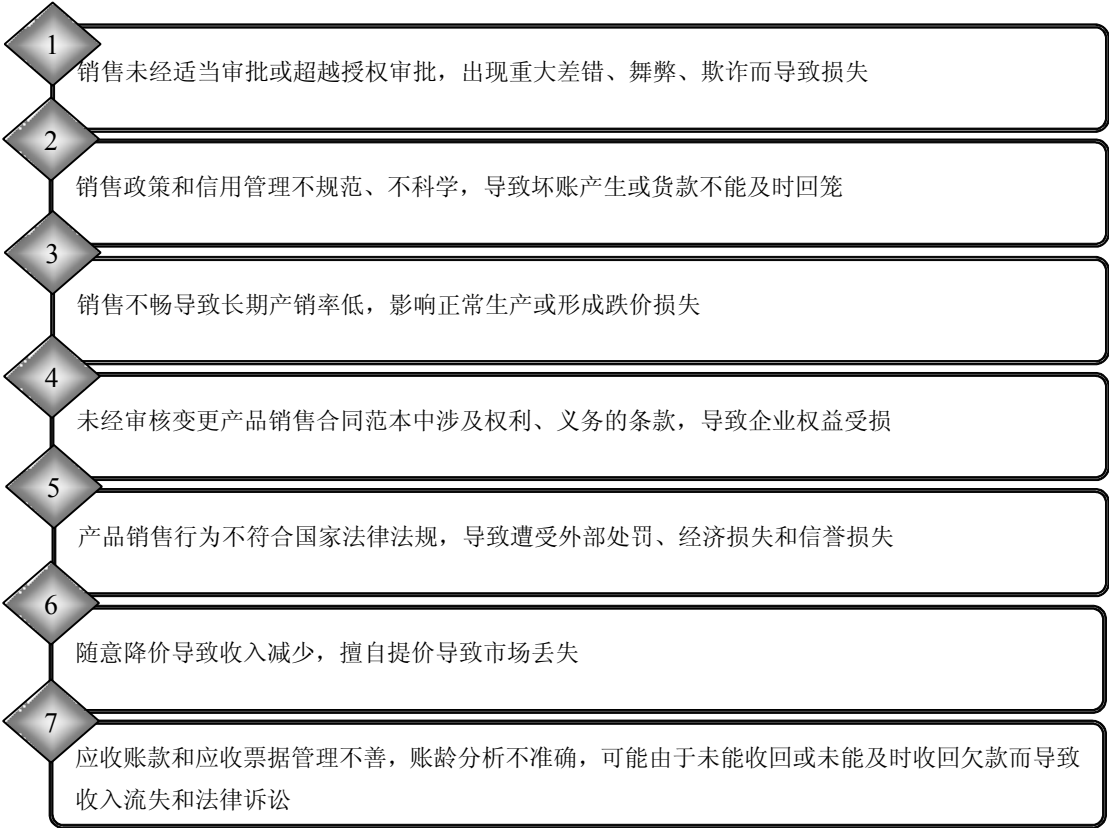 1
销售未经适当审批或超越授权审批，出现重大差错、舞弊、欺诈而导致损失
2
销售政策和信用管理不规范、不科学，导致坏账产生或货款不能及时回笼
3
销售不畅导致长期产销率低，影响正常生产或形成跌价损失
4
未经审核变更产品销售合同范本中涉及权利、义务的条款，导致企业权益受损
5
产品销售行为不符合国家法律法规，导致遭受外部处罚、经济损失和信誉损失
6
随意降价导致收入减少，擅自提价导致市场丢失
7
应收账款和应收票据管理不善，账龄分析不准确，可能由于未能收回或未能及时收回欠款而导致
收入流失和法律诉讼